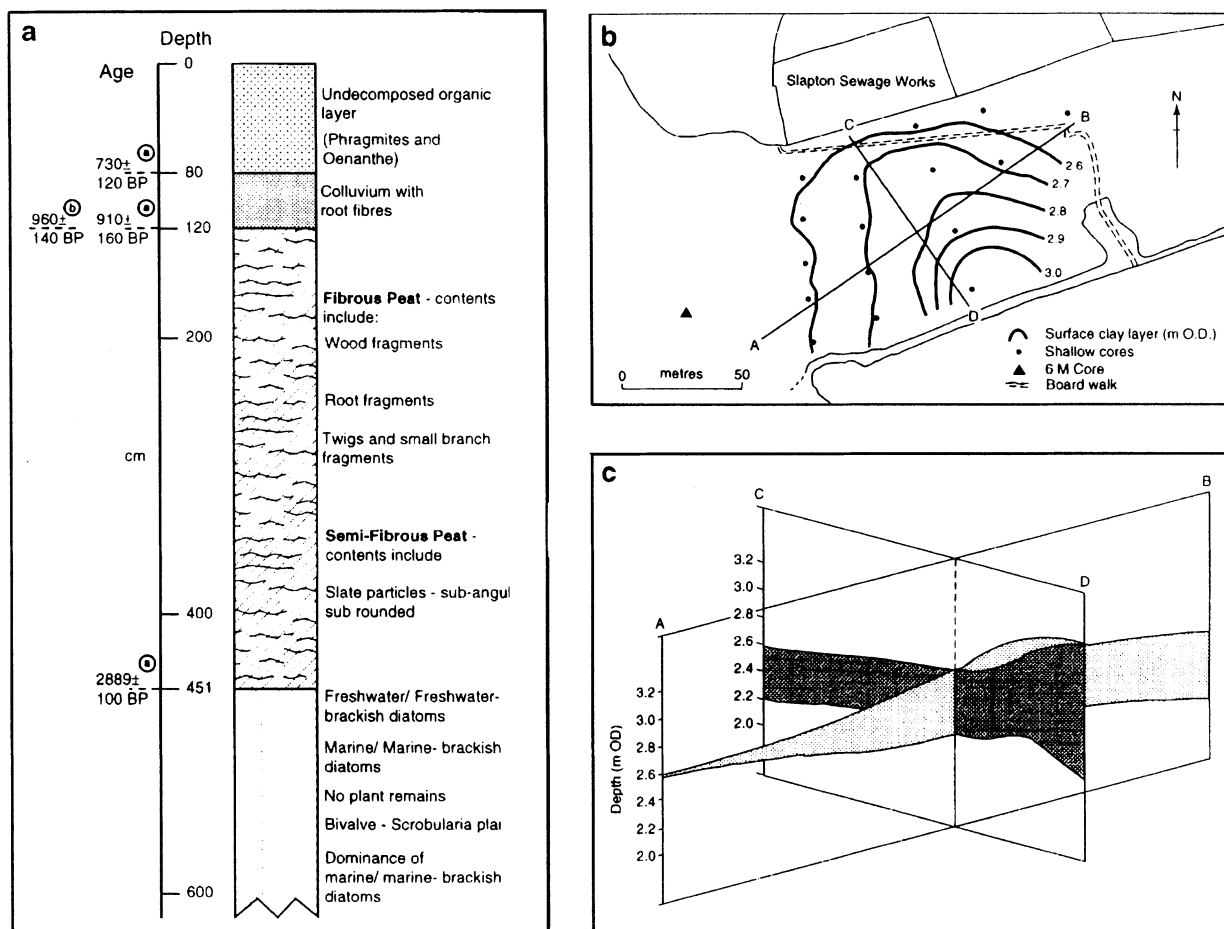 a
Depth
Age
0
Undecomposed organic
layer
(Phragmites and
Oenanthe)
a
730±
120 BP
80
Colluvium with
root fibres
b
960±
140 BP
a
910±
160 BP
120
Fibrous Peat - contents
include:
Wood fragments
200
Root fragments
Twigs and small branch
fragments
cm
Semi-Fibrous Peat -
contents include
Slate particles - sub-angul
sub rounded
400
a
2889±
100 BP
451
Freshwater/ Freshwater-
brackish diatoms
Marine/ Marine- brackish
diatoms
No plant remains
Bivalve - Scrobularia plai
Dominance of
marine/ marine- brackish
diatoms
600
b
Slapton Sewage Works
N
C
B
2.6
2.7
2.8
2.9
3.0
D
A
Surface clay layer (m O.D.)
Shallow cores
6 M Core
Board walk
0 metres 50
c
C
B
3.2
3.0
2.8
2.6
2.4
2.2
2.0
D
A
3.2
3.0
2.8
2.6
2.4
2.2
2.0
Depth (m OD)